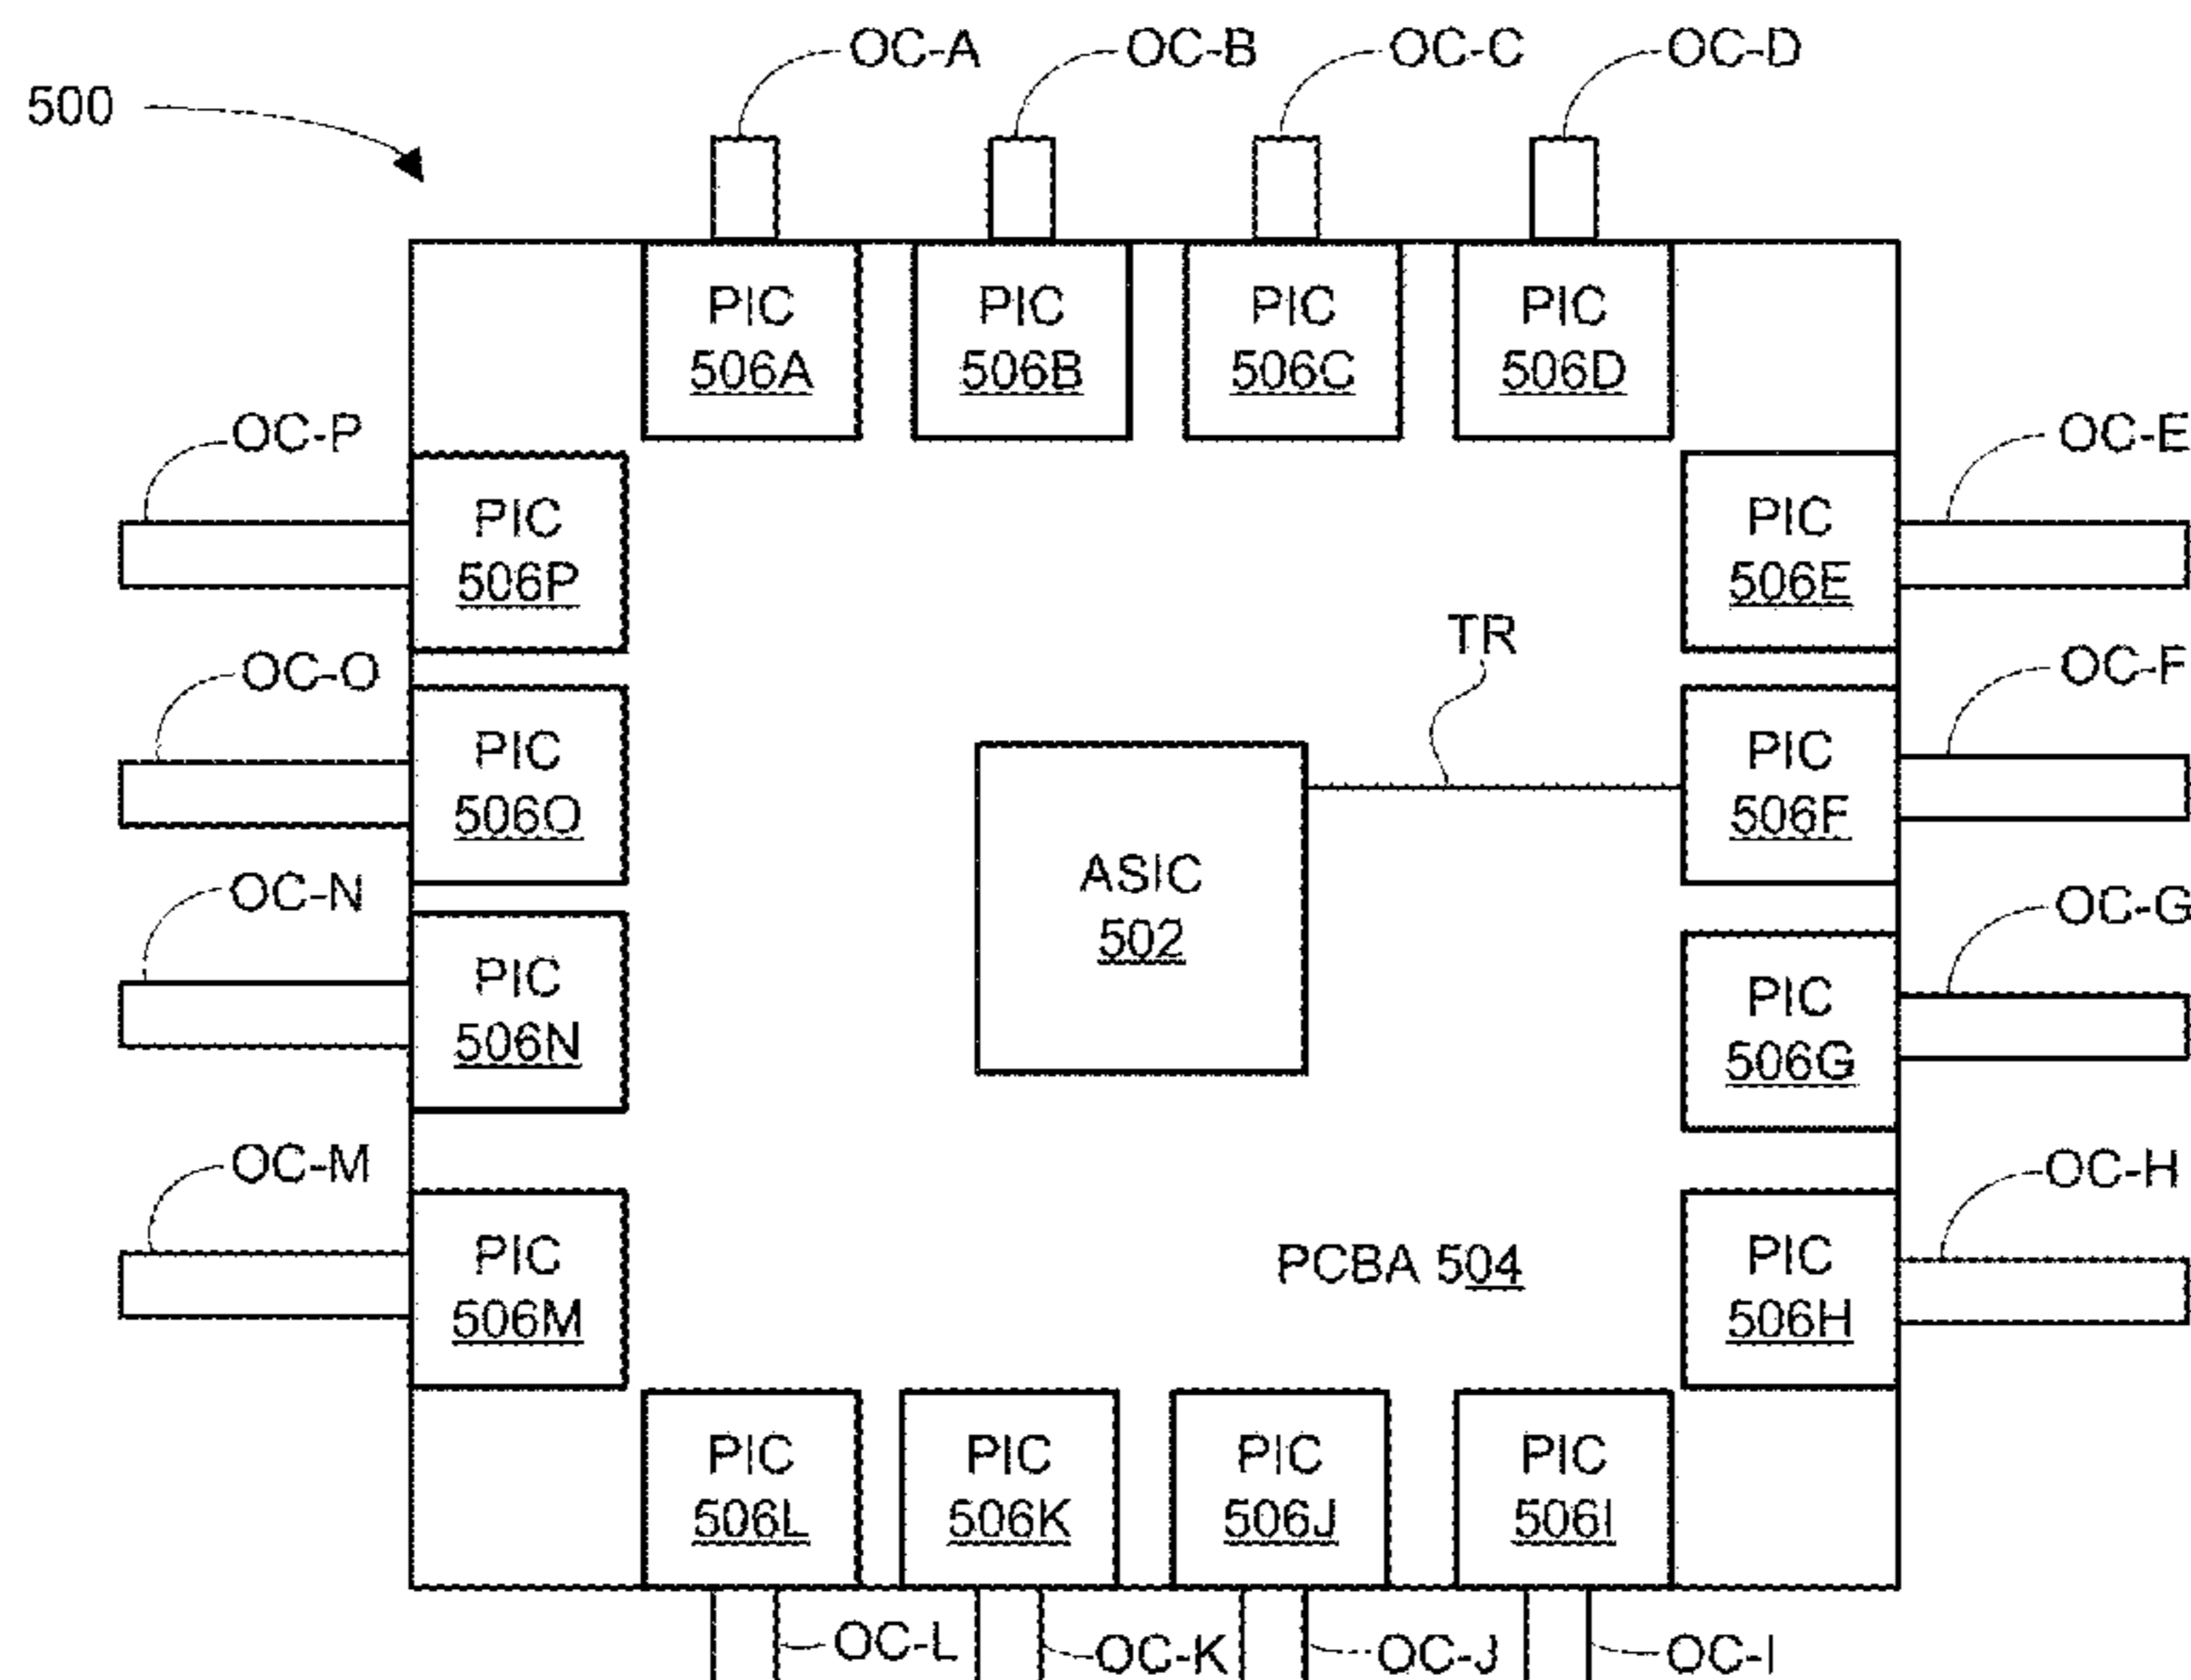 OC-A
OC-B
OC-C
OC-D
500
PIC
506A
PIC
506B
PIC
506C
PIC
506D
OC-P
PIC
506P
PIC
506E
OC-E
OC-O
PIC
506O
TR
PIC
506F
OC-F
ASIC
502
OC-N
PIC
506N
PIC
506G
OC-G
OC-M
PIC
506M
PCBA 504
PIC
506H
OC-H
PIC
506L
PIC
506K
PIC
506J
PIC
506I
OC-L
OC-K
OC-J
OC-I